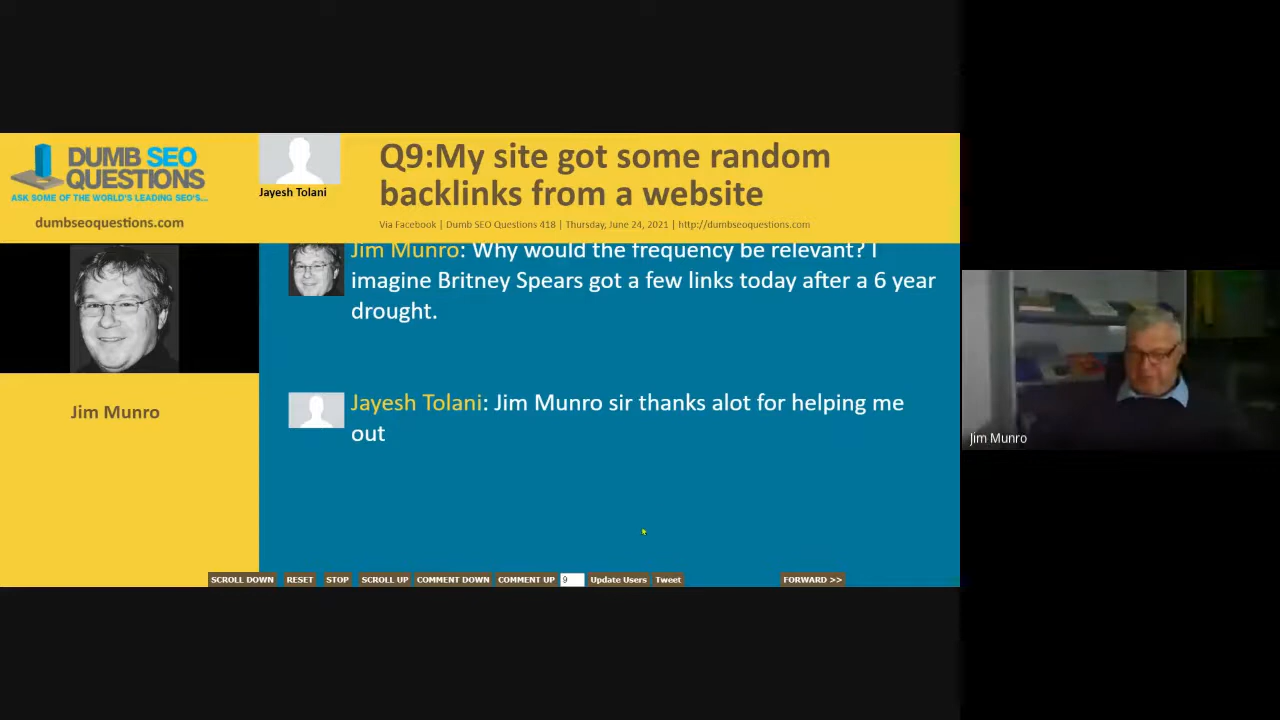 DUMB SEO
QUESTIONS
ASK SOME OF THE WORLD'S LEADING SEO'S...
dumbseoquestions.com
Jayesh Tolani
Q9:My site got some random
backlinks from a website
Via Facebook | Dumb SEO Questions 418 | Thursday, June 24, 2021 | http://dumbseoquestions.com
Jim Munro
Jim Munro: Why would the frequency be relevant? I
imagine Britney Spears got a few links today after a 6 year
drought.
Jayesh Tolani: Jim Munro sir thanks alot for helping me
out
SCROLL DOWN RESET STOP SCROLL UP COMMENT DOWN COMMENT UP 9 Update Users Tweet FORWARD >>
Jim Munro